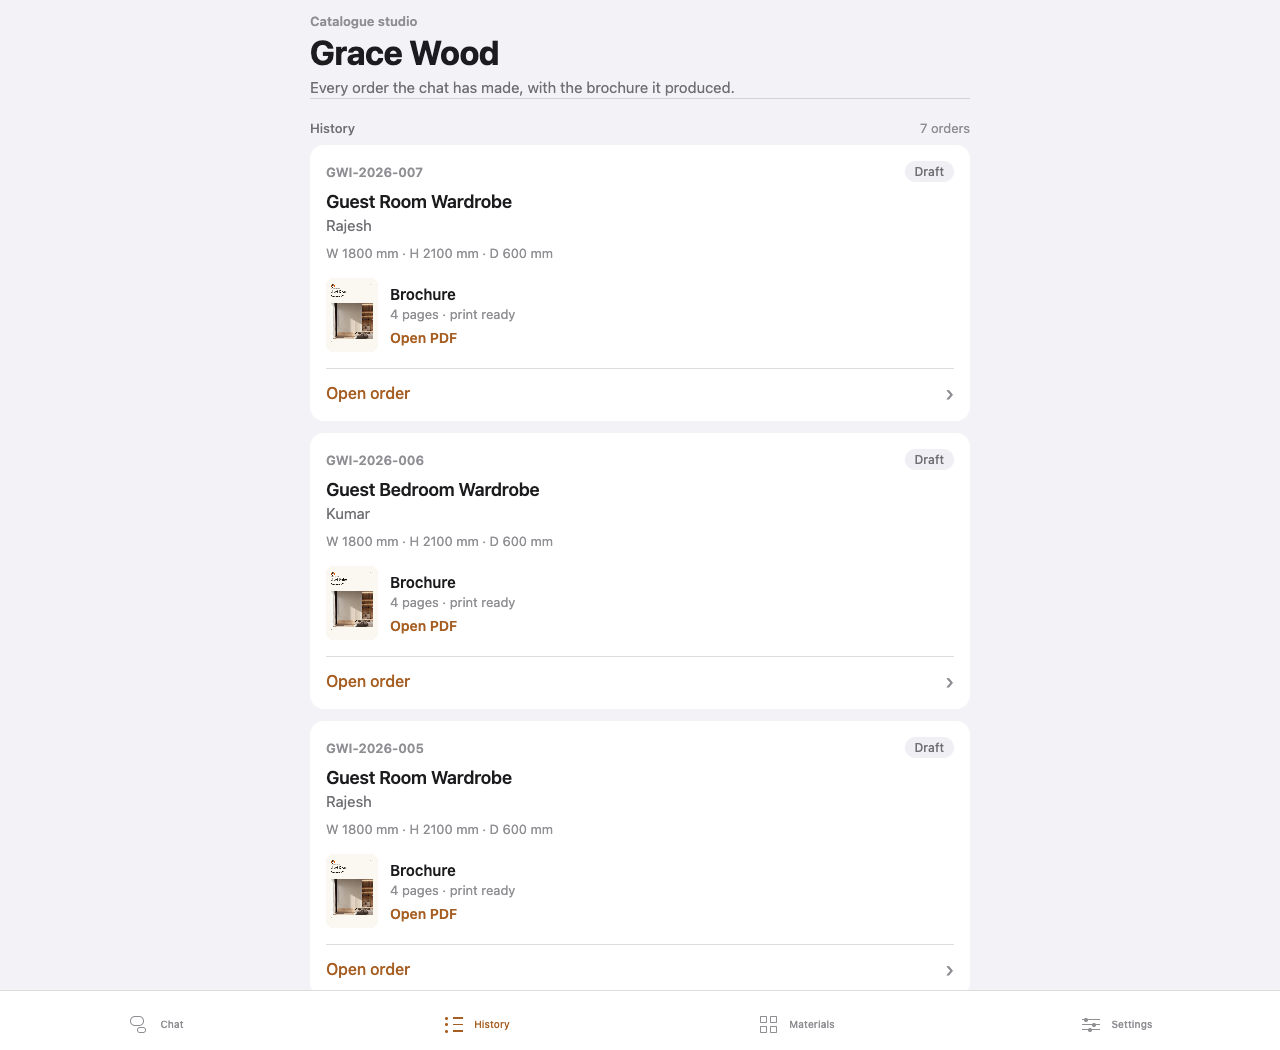 Catalogue studio
Grace Wood
Every order the chat has made, with the brochure it produced.
History
7 orders
GWI-2026-007
Draft
Guest Room Wardrobe
Rajesh
W 1800 mm · H 2100 mm · D 600 mm
Brochure
4 pages · print ready
Open PDF
Open order
GWI-2026-006
Draft
Guest Bedroom Wardrobe
Kumar
W 1800 mm · H 2100 mm · D 600 mm
Brochure
4 pages · print ready
Open PDF
Open order
GWI-2026-005
Draft
Guest Room Wardrobe
Rajesh
W 1800 mm · H 2100 mm · D 600 mm
Brochure
4 pages · print ready
Open PDF
Open order
Chat
History
Materials
Settings